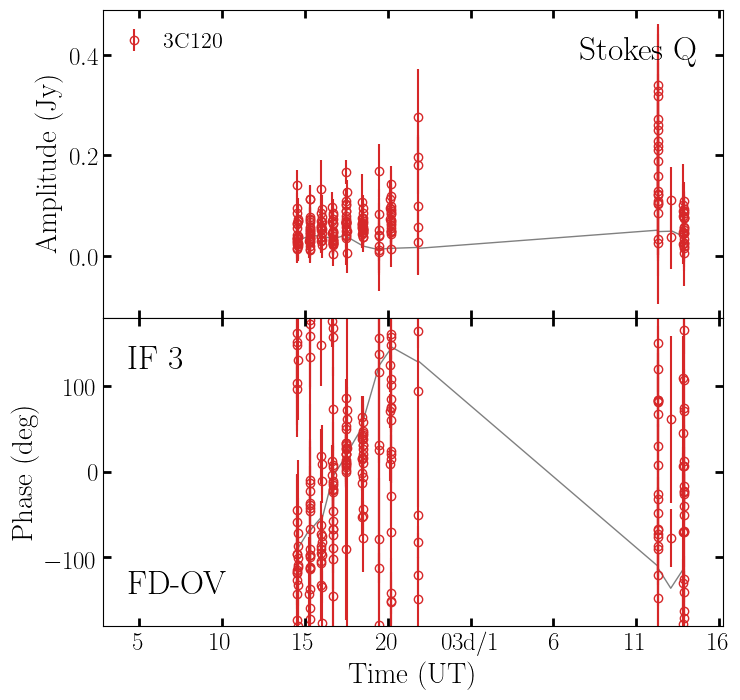 3C120
Stokes Q
0.4
0.2
0.0
Amplitude (Jy)
IF 3
100
0
−100
Phase (deg)
FD-OV
5 10 15 20 03d/1 6 11 16
Time (UT)